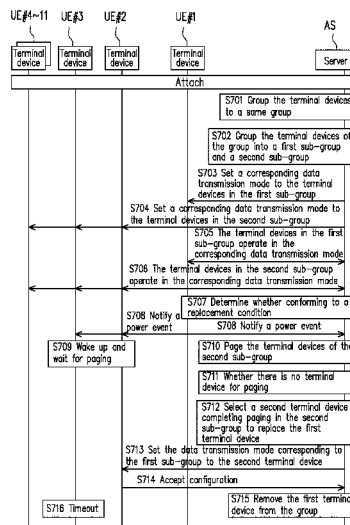 UE#4~11
UE#3
UE#2
UE#1
AS
Terminal
device
Terminal
device
Terminal
device
Terminal
device
Server
Attach
S701 Group the terminal devices
to a same group
S702 Group the terminal devices of
the group into a first sub-group
and a second sub-group
S703 Set a corresponding data
transmission mode to the terminal
devices in the first sub-group
S704 Set a corresponding data transmission mode to
the terminal devices in the second sub-group
S705 The terminal devices in the first
sub-group operate in the
corresponding data transmission mode
S706 The terminal devices in the second sub-group
operate in the corresponding data transmission mode
S707 Determine whether conforming to a
replacement condition
S708 Notify a
power event
S708 Notify a power event
S709 Wake up and
wait for paging
S710 Page the terminal devices of the
second sub-group
S711 Whether there is no terminal
device for paging
S712 Select a second terminal device
completing paging in the second
sub-group to replace the first
terminal device
S713 Set the data transmission mode corresponding to
the first sub-group to the second terminal device
S714 Accept configuration
S715 Remove the first terminal
device from the group
S716 Timeout